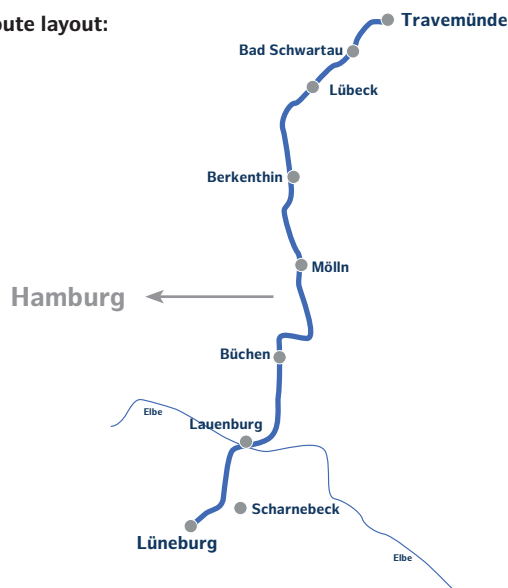 oute layout:
Travemünde
Bad Schwartau
Lübeck
Berkenthin
Mölln
Hamburg
Büchen
Elbe
Lauenburg
Scharnebeck
Lüneburg
Elbe